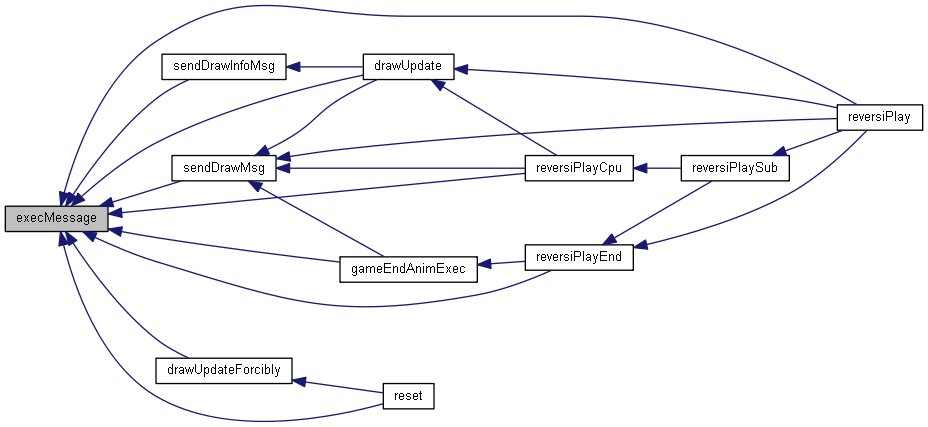 sendDrawInfoMsg
drawUpdate
reversiPlay
sendDrawMsg
reversiPlayCpu
reversiPlaySub
execMessage
gameEndAnimExec
reversiPlayEnd
drawUpdateForcibly
reset